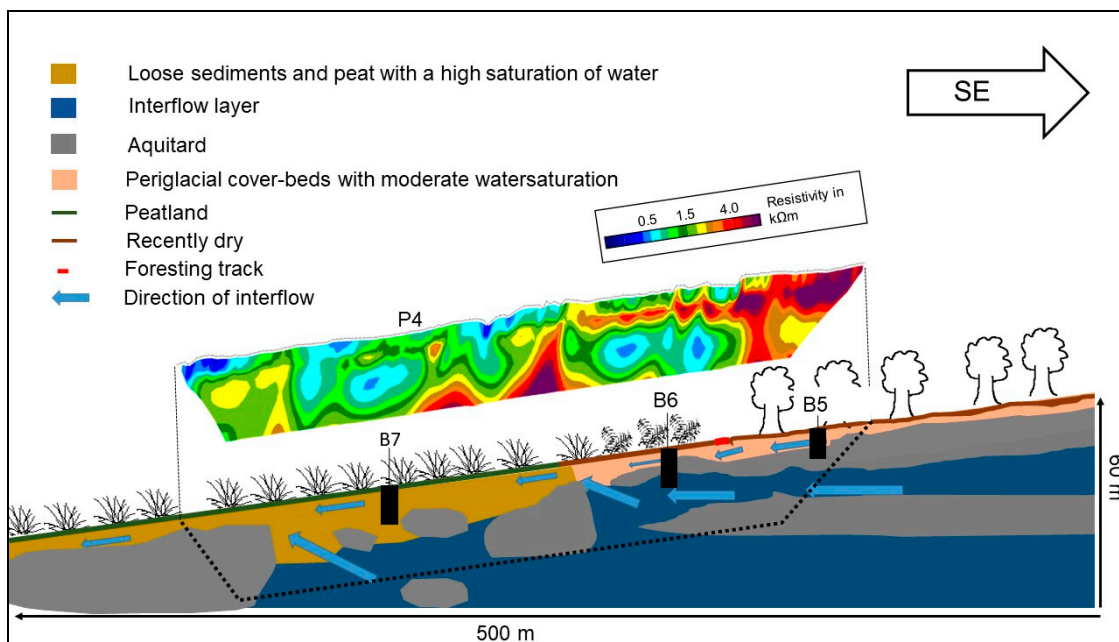 Loose sediments and peat with a high saturation of water
Interflow layer
Aquitard
Periglacial cover-beds with moderate watersaturation
Peatland
Recently dry
Foresting track
Direction of interflow
SE
0.5 1.5 4.0 Resistivity in
kΩm
P4
B7
B6
B5
60 m
500 m